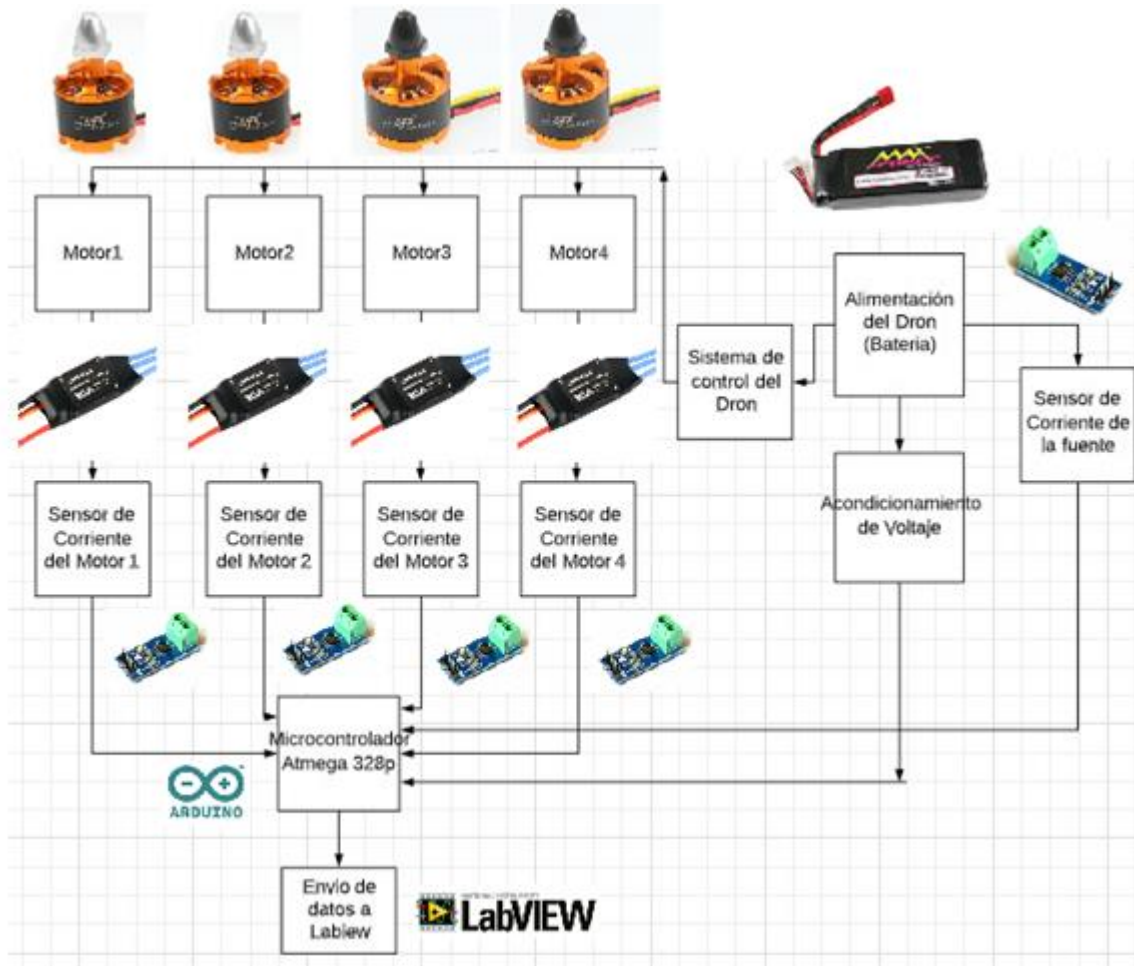 Motor1
Motor2
Motor3
Motor4
Alimentación
del Dron
(Bateria)
Sistema de
control del
Dron
Sensor de
Corriente de
la fuente
Sensor de
Corriente
del Motor 1
Sensor de
Corriente
del Motor 2
Sensor de
Corriente
del Motor 3
Sensor de
Corriente
del Motor 4
Acondicionamiento
de Voltaje
Microcontrolador
Atmega 328p
ARDUINO
Envío de
datos a
Labiew
LabVIEW